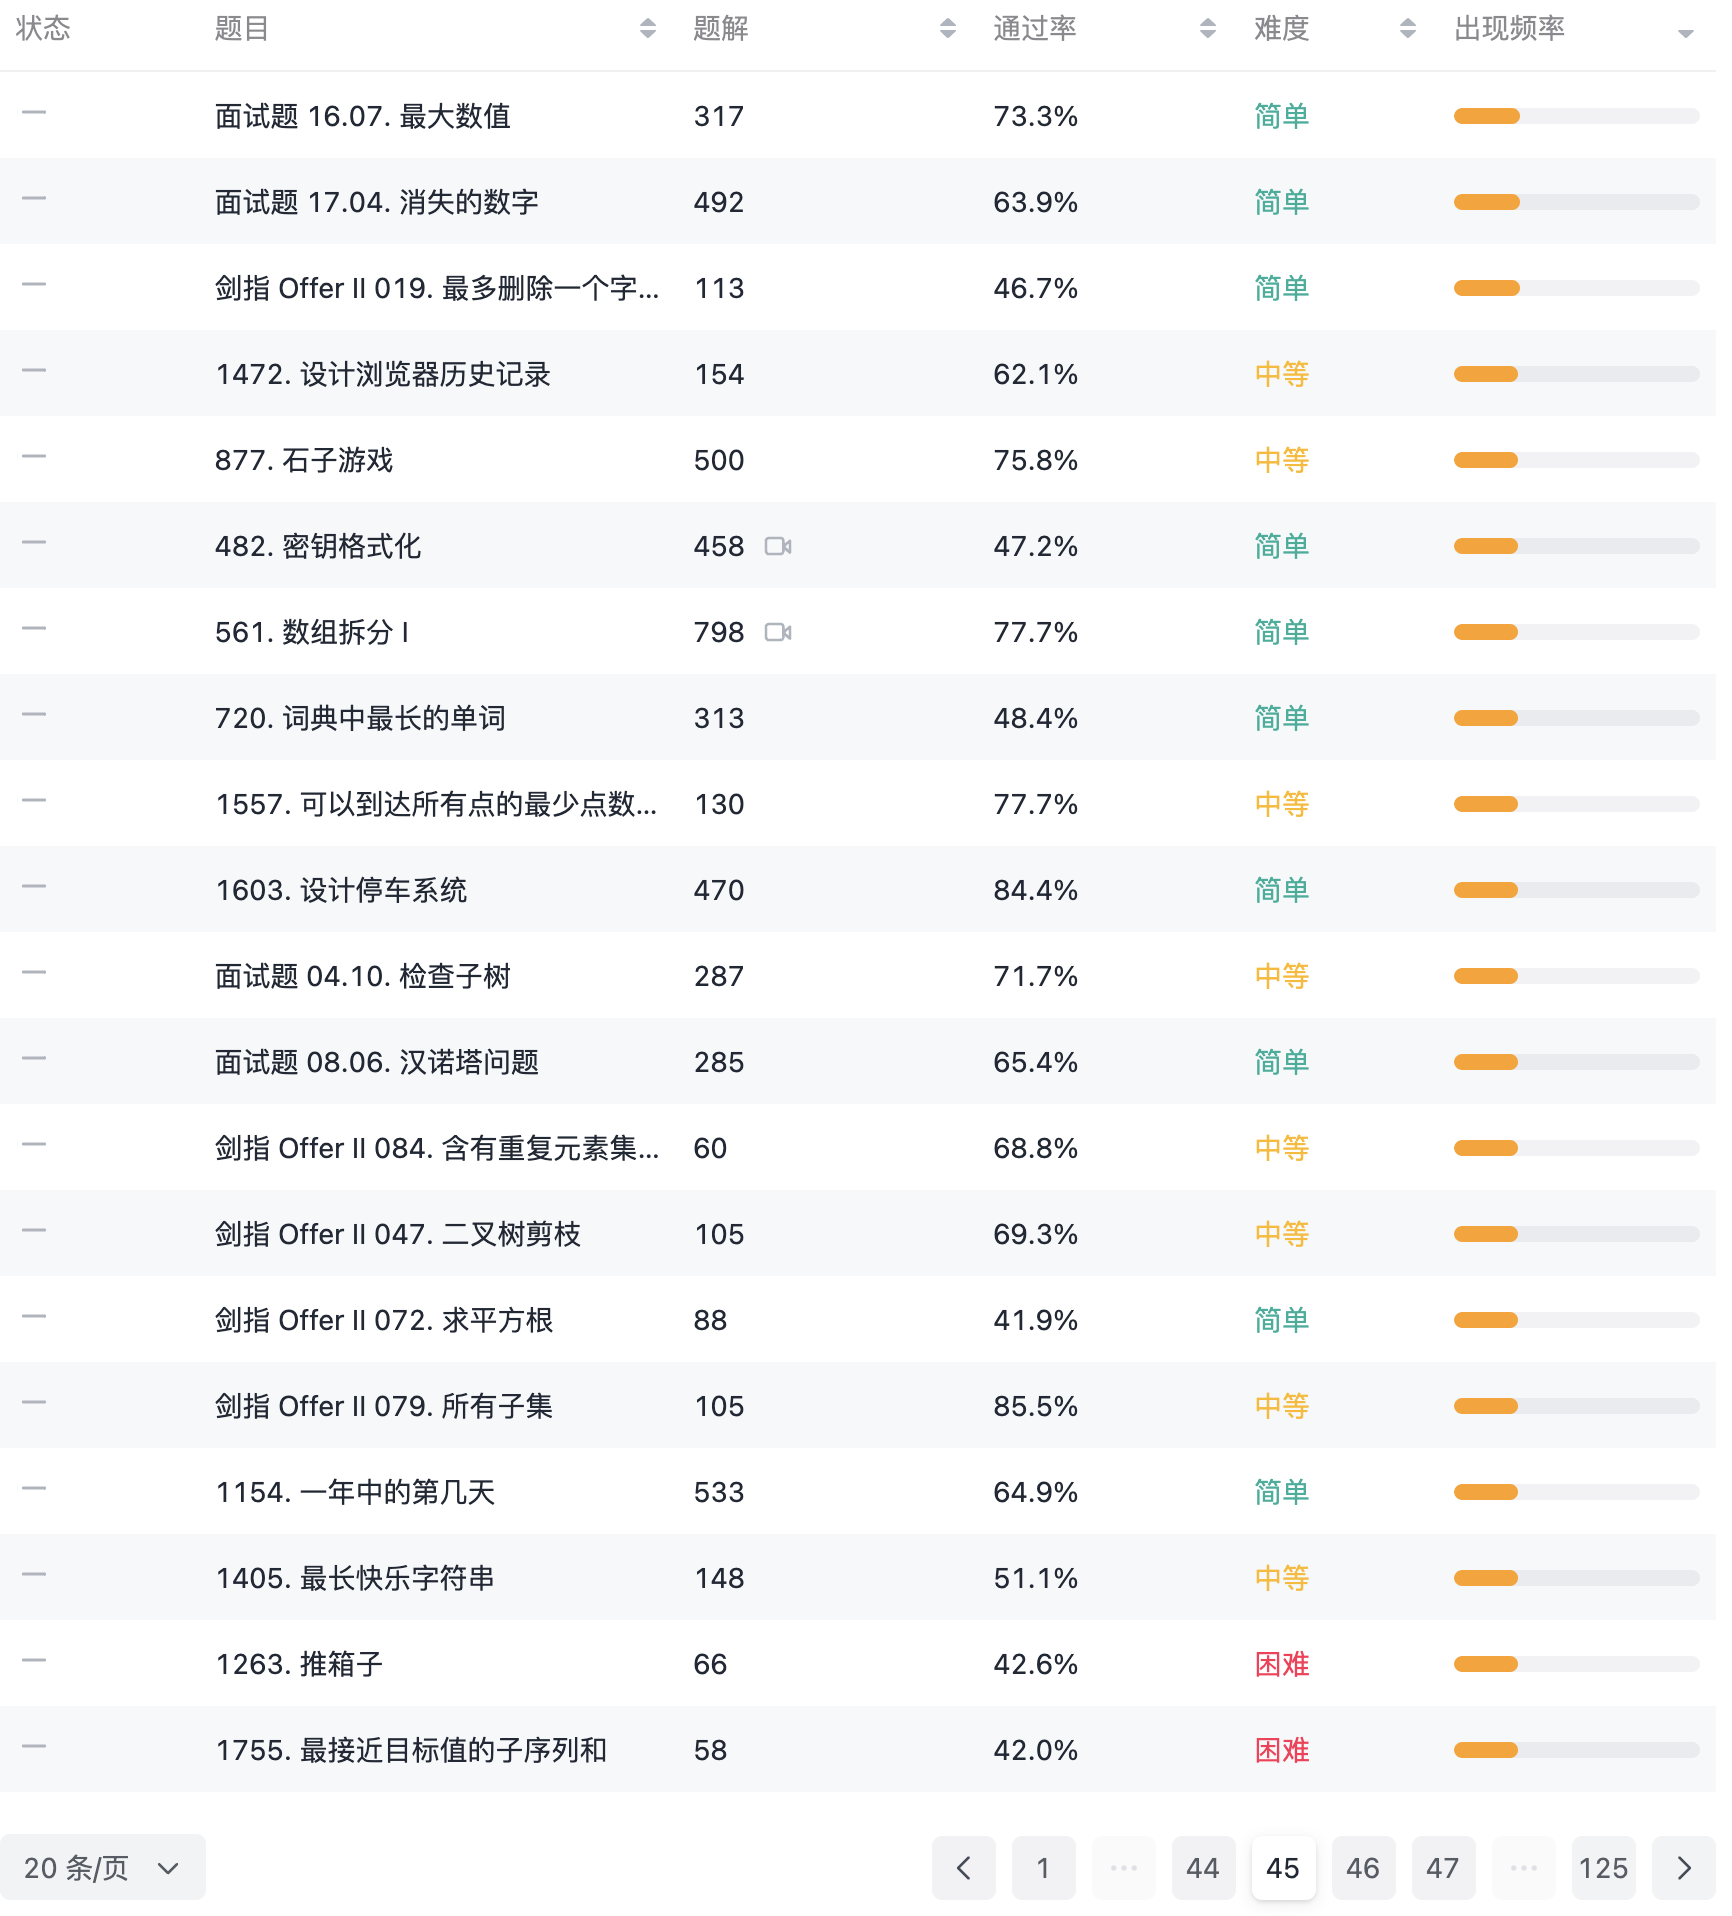 状态 题目 题解 通过率 难度 出现频率
面试题 16.07. 最大数值 317 73.3% 简单
面试题 17.04. 消失的数字 492 63.9% 简单
剑指 Offer II 019. 最多删除一个字... 113 46.7% 简单
1472. 设计浏览器历史记录 154 62.1% 中等
877. 石子游戏 500 75.8% 中等
482. 密钥格式化 458 47.2% 简单
561. 数组拆分 I 798 77.7% 简单
720. 词典中最长的单词 313 48.4% 简单
1557. 可以到达所有点的最少点数... 130 77.7% 中等
1603. 设计停车系统 470 84.4% 简单
面试题 04.10. 检查子树 287 71.7% 中等
面试题 08.06. 汉诺塔问题 285 65.4% 简单
剑指 Offer II 084. 含有重复元素集... 60 68.8% 中等
剑指 Offer II 047. 二叉树剪枝 105 69.3% 中等
剑指 Offer II 072. 求平方根 88 41.9% 简单
剑指 Offer II 079. 所有子集 105 85.5% 中等
1154. 一年中的第几天 533 64.9% 简单
1405. 最长快乐字符串 148 51.1% 中等
1263. 推箱子 66 42.6% 困难
1755. 最接近目标值的子序列和 58 42.0% 困难
20 条/页 1 ... 44 45 46 47 ... 125